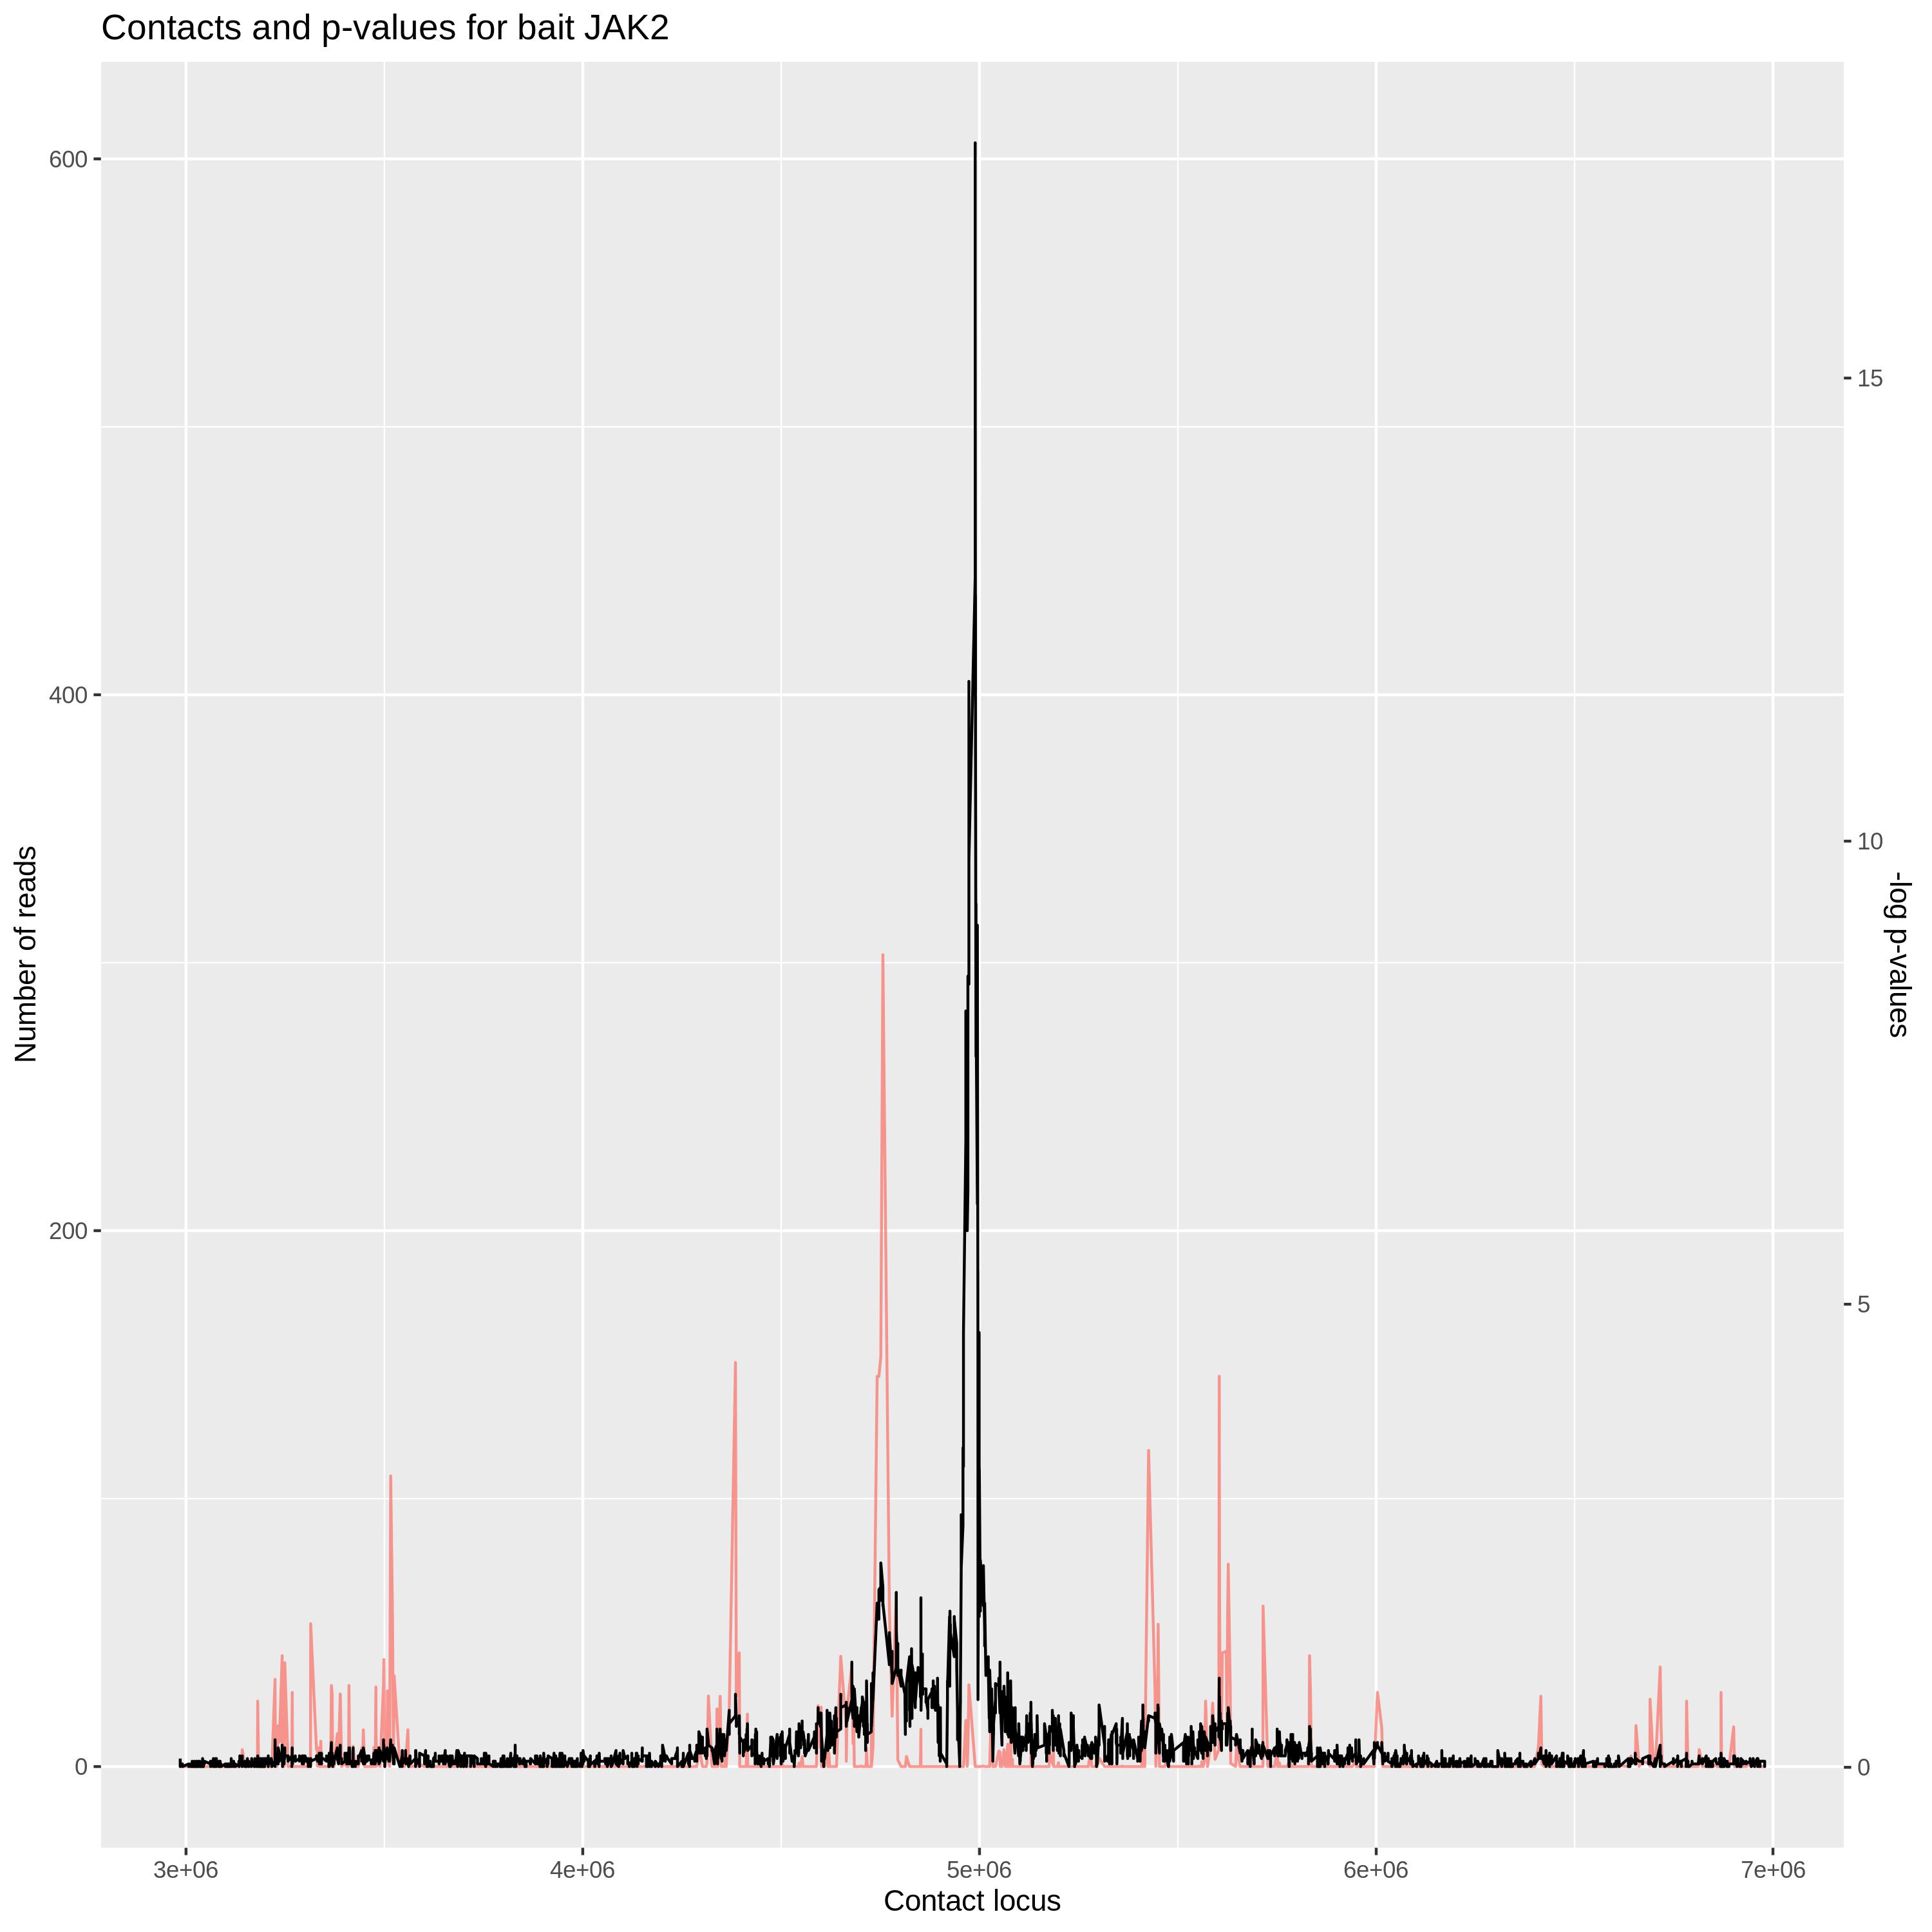 Contacts and p-values for bait JAK2
600
400
200
0
Number of reads
15
10
5
0
-log p-values
3e+06
4e+06
5e+06
6e+06
7e+06
Contact locus